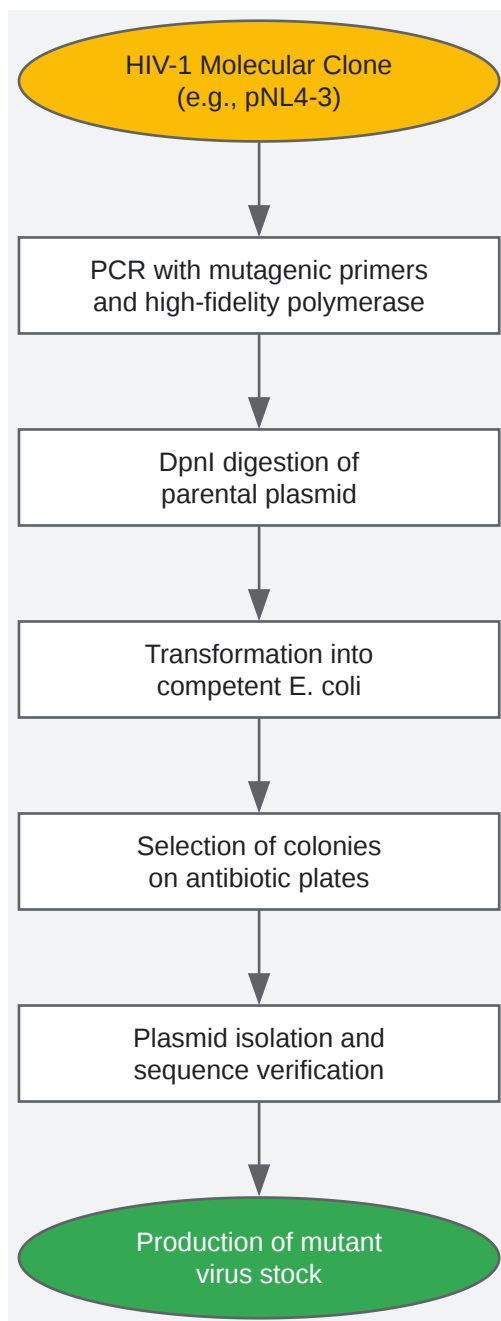 HIV-1 Molecular Clone
(e.g., pNL4-3)
PCR with mutagenic primers
and high-fidelity polymerase
DpnI digestion of
parental plasmid
Transformation into
competent E. coli
Selection of colonies
on antibiotic plates
Plasmid isolation and
sequence verification
Production of mutant
virus stock